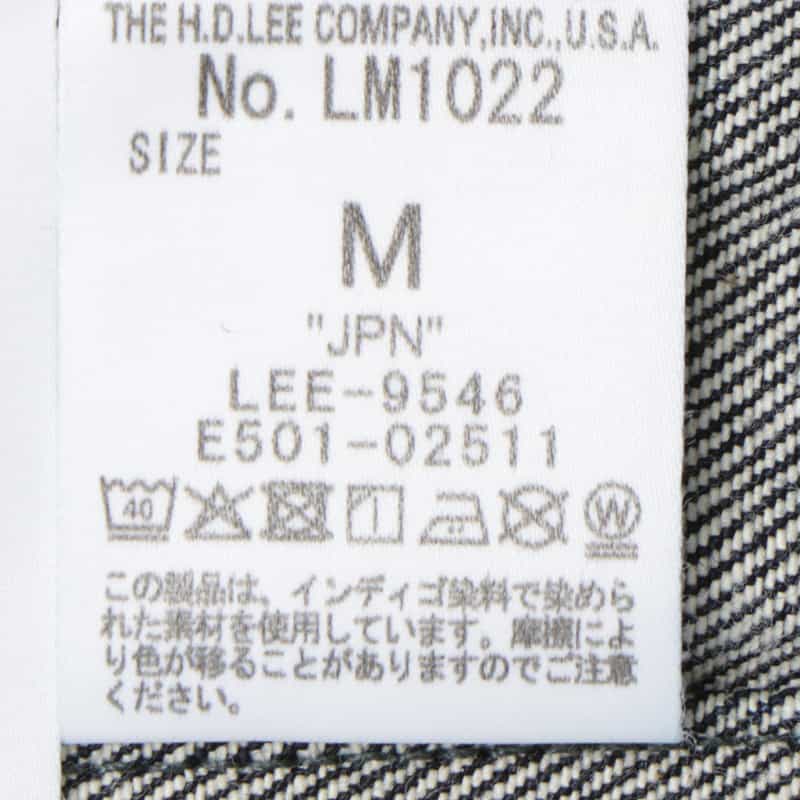 THE H.D.LEE COMPANY,INC.,U.S.A.
No. LM1022
SIZE
M
"JPN"
LEE-9546
E501-02511
40 W
この製品は、インディゴ染料で染めら
れた素材を使用しています。摩擦によ
り色が移ることがありますのでご注意
ください。